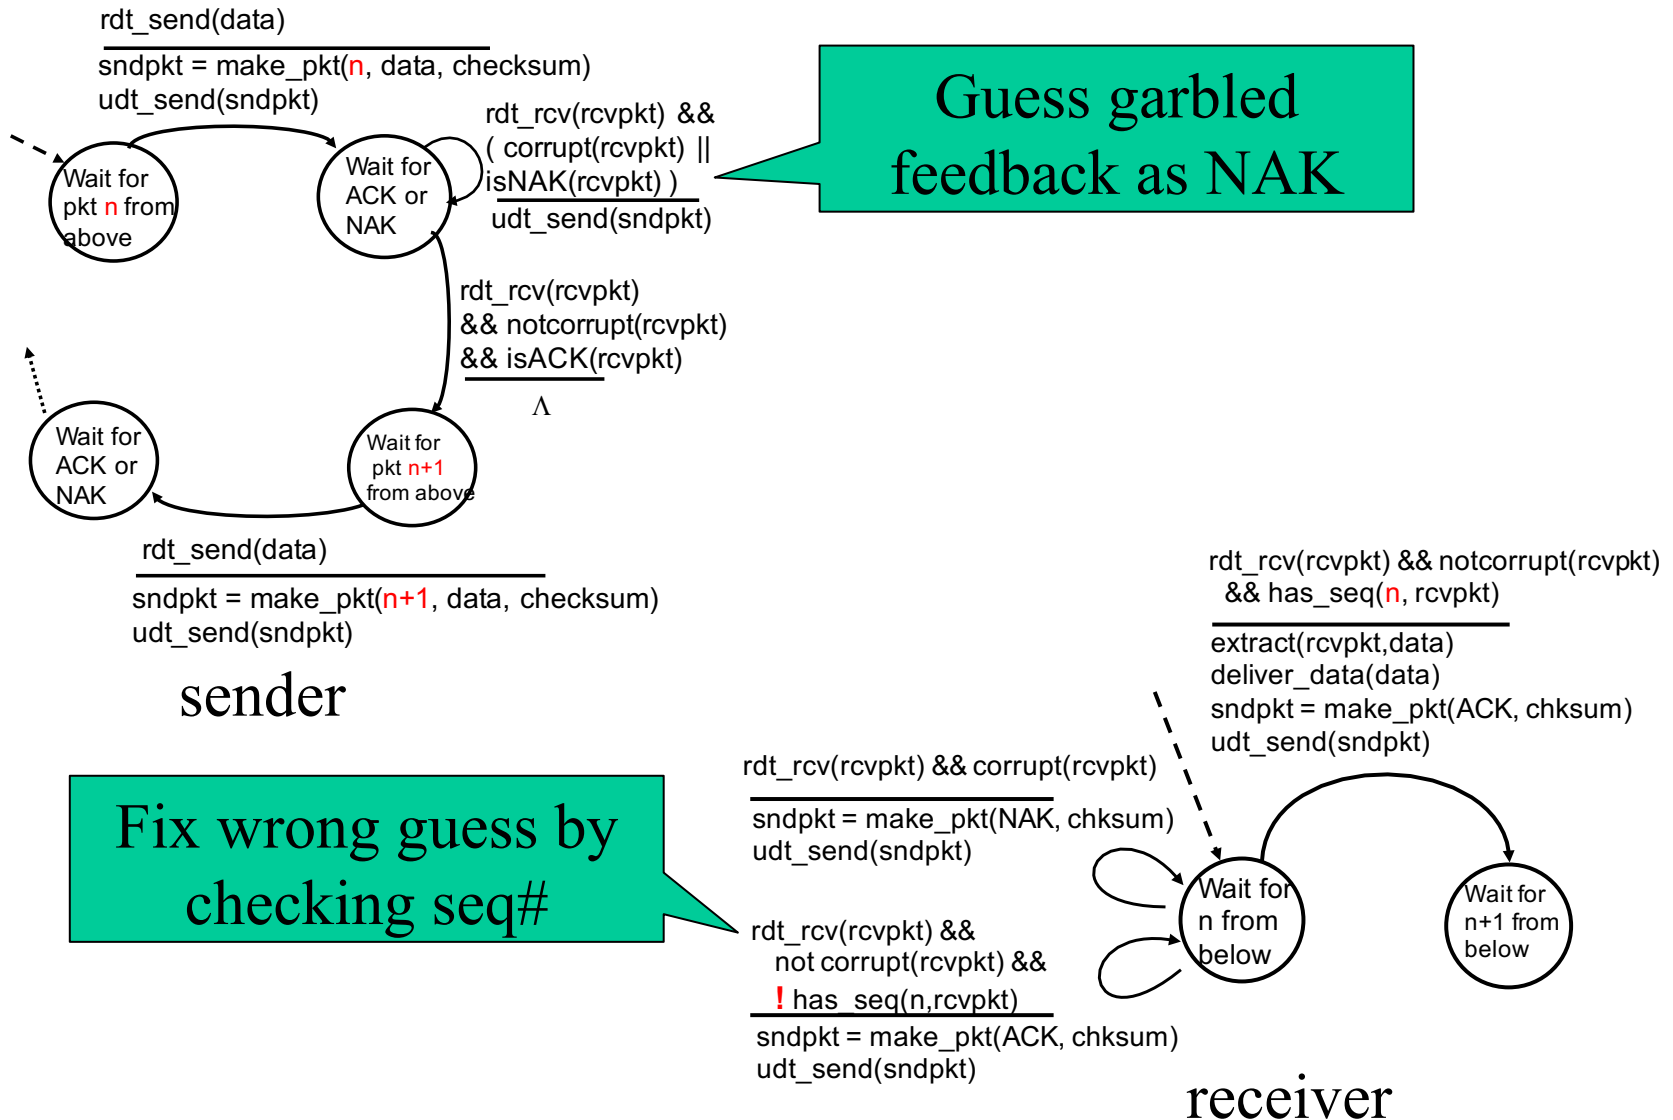 rdt_send(data)
sndpkt = make_pkt(n, data, checksum)
udt_send(sndpkt)
Wait for
pkt n from
above
Wait for
ACK or
NAK
rdt_rcv(rcvpkt) &&
( corrupt(rcvpkt) ||
isNAK(rcvpkt) )
udt_send(sndpkt)
Guess garbled
feedback as NAK
rdt_rcv(rcvpkt)
&& notcorrupt(rcvpkt)
&& isACK(rcvpkt)
Λ
Wait for
ACK or
NAK
Wait for
pkt n+1
from above
rdt_send(data)
sndpkt = make_pkt(n+1, data, checksum)
udt_send(sndpkt)
sender
rdt_rcv(rcvpkt) && notcorrupt(rcvpkt)
&& has_seq(n, rcvpkt)
extract(rcvpkt,data)
deliver_data(data)
sndpkt = make_pkt(ACK, chksum)
udt_send(sndpkt)
rdt_rcv(rcvpkt) && corrupt(rcvpkt)
sndpkt = make_pkt(NAK, chksum)
udt_send(sndpkt)
Fix wrong guess by
checking seq#
Wait for
n from
below
Wait for
n+1 from
below
rdt_rcv(rcvpkt) &&
not corrupt(rcvpkt) &&
! has_seq(n,rcvpkt)
sndpkt = make_pkt(ACK, chksum)
udt_send(sndpkt)
receiver